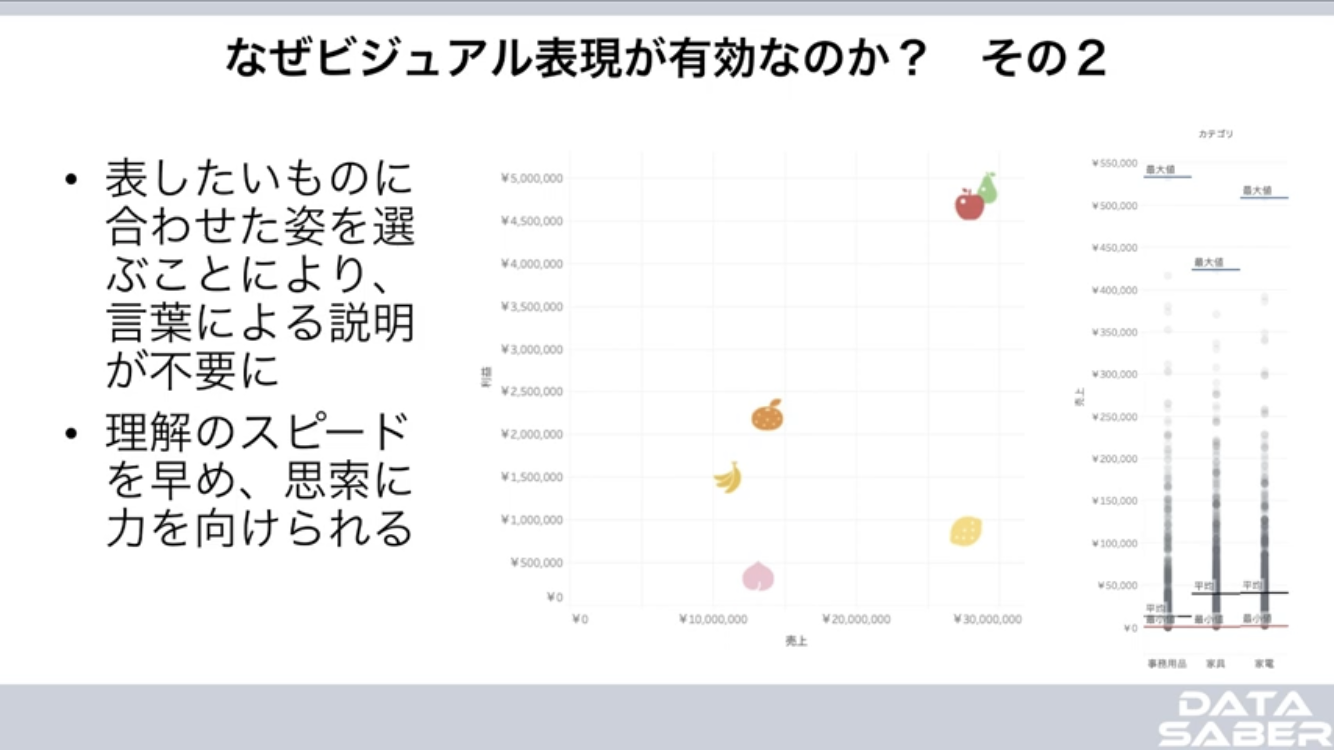 なぜビジュアル表現が有効なのか？　その２
• 表したいものに
合わせた姿を選
ぶことにより、
言葉による説明
が不要に
• 理解のスピード
を早め、思索に
力を向けられる
¥5,000,000
¥4,500,000
¥4,000,000
¥3,500,000
¥3,000,000
¥2,500,000
¥2,000,000
¥1,500,000
¥1,000,000
¥500,000
¥0
利益
¥0
¥10,000,000
¥20,000,000
¥30,000,000
売上
カテゴリ
¥550,000
¥500,000
¥450,000
¥400,000
¥350,000
¥300,000
¥250,000
¥200,000
¥150,000
¥100,000
¥50,000
¥0
売上
最大値
最大値
最大値
平均
平均
平均
最小値
最小値
最小値
事務用品
家具
家電
DATA
SABER